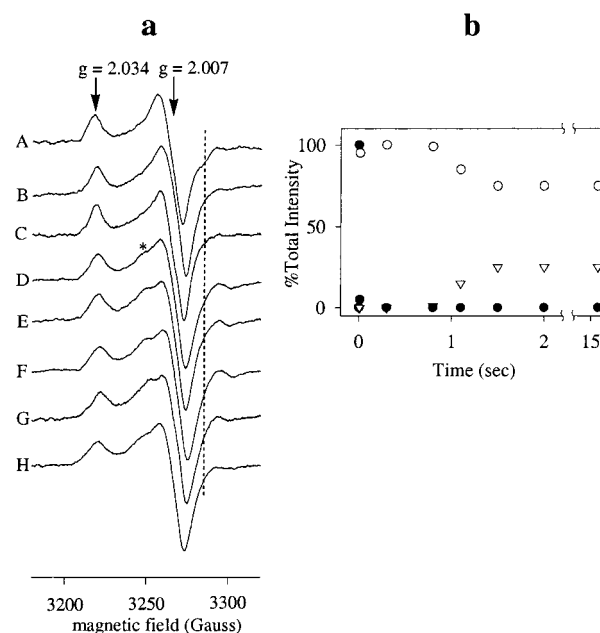 a
g = 2.034 g = 2.007
A
B
C
*
D
E
F
G
H
3200 3250 3300
magnetic field (Gauss)
b
%Total Intensity
100
50
0
0 1 2 15
Time (sec)